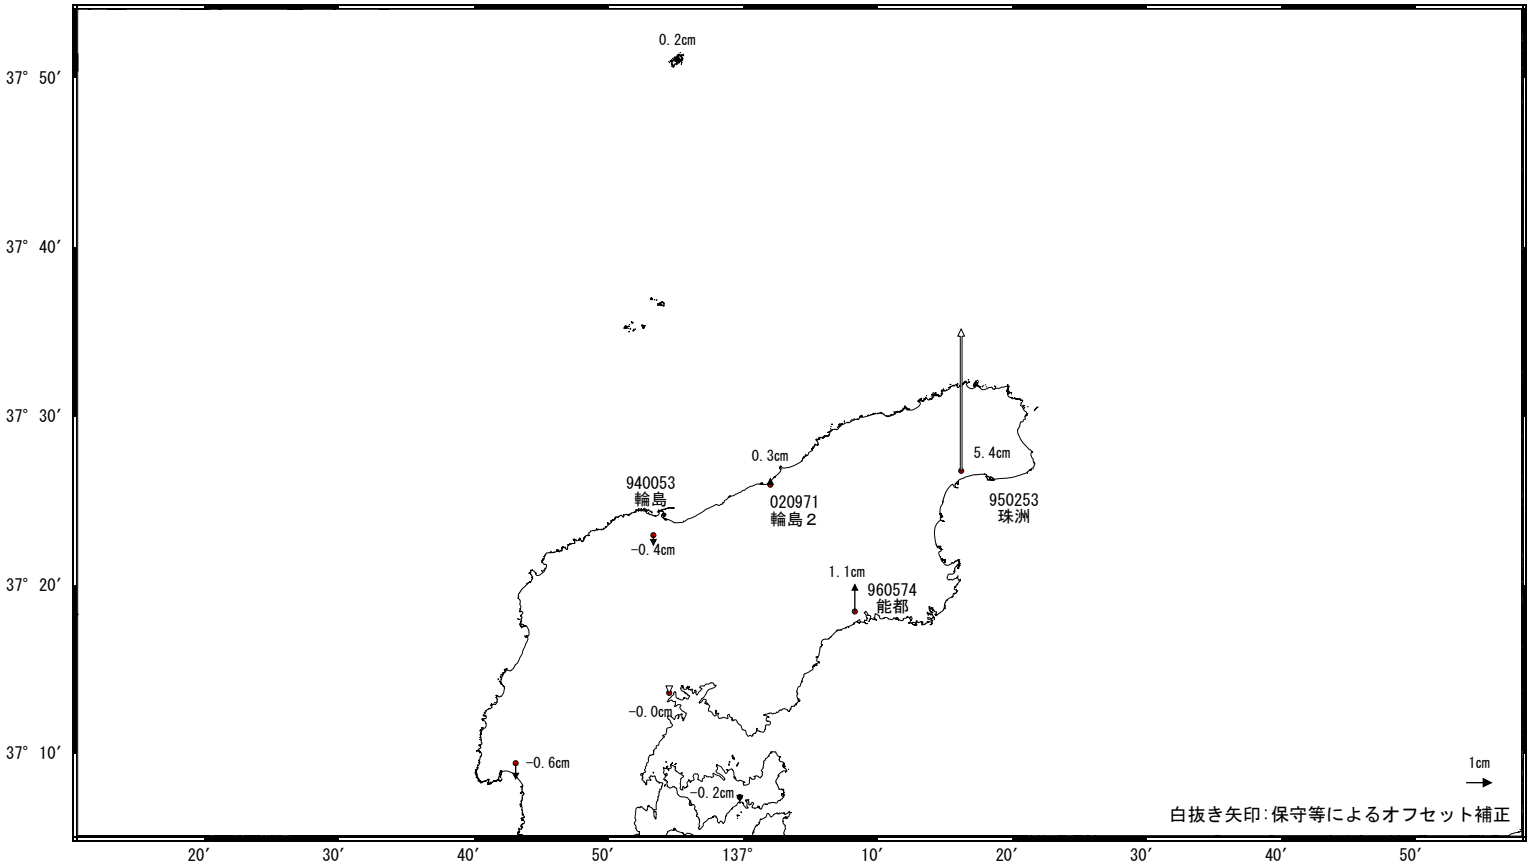 0.2cm
37° 50′
37° 40′
37° 30′
5.4cm
0.3cm
940053
輪島
020971
輪島２
950253
珠洲
-0.4cm
37° 20′
1.1cm
960574
能都
-0.0cm
37° 10′
-0.6cm
1cm
-0.2cm
白抜き矢印:保守等によるオフセット補正
20′
30′
40′
50′
137°
10′
20′
30′
40′
50′